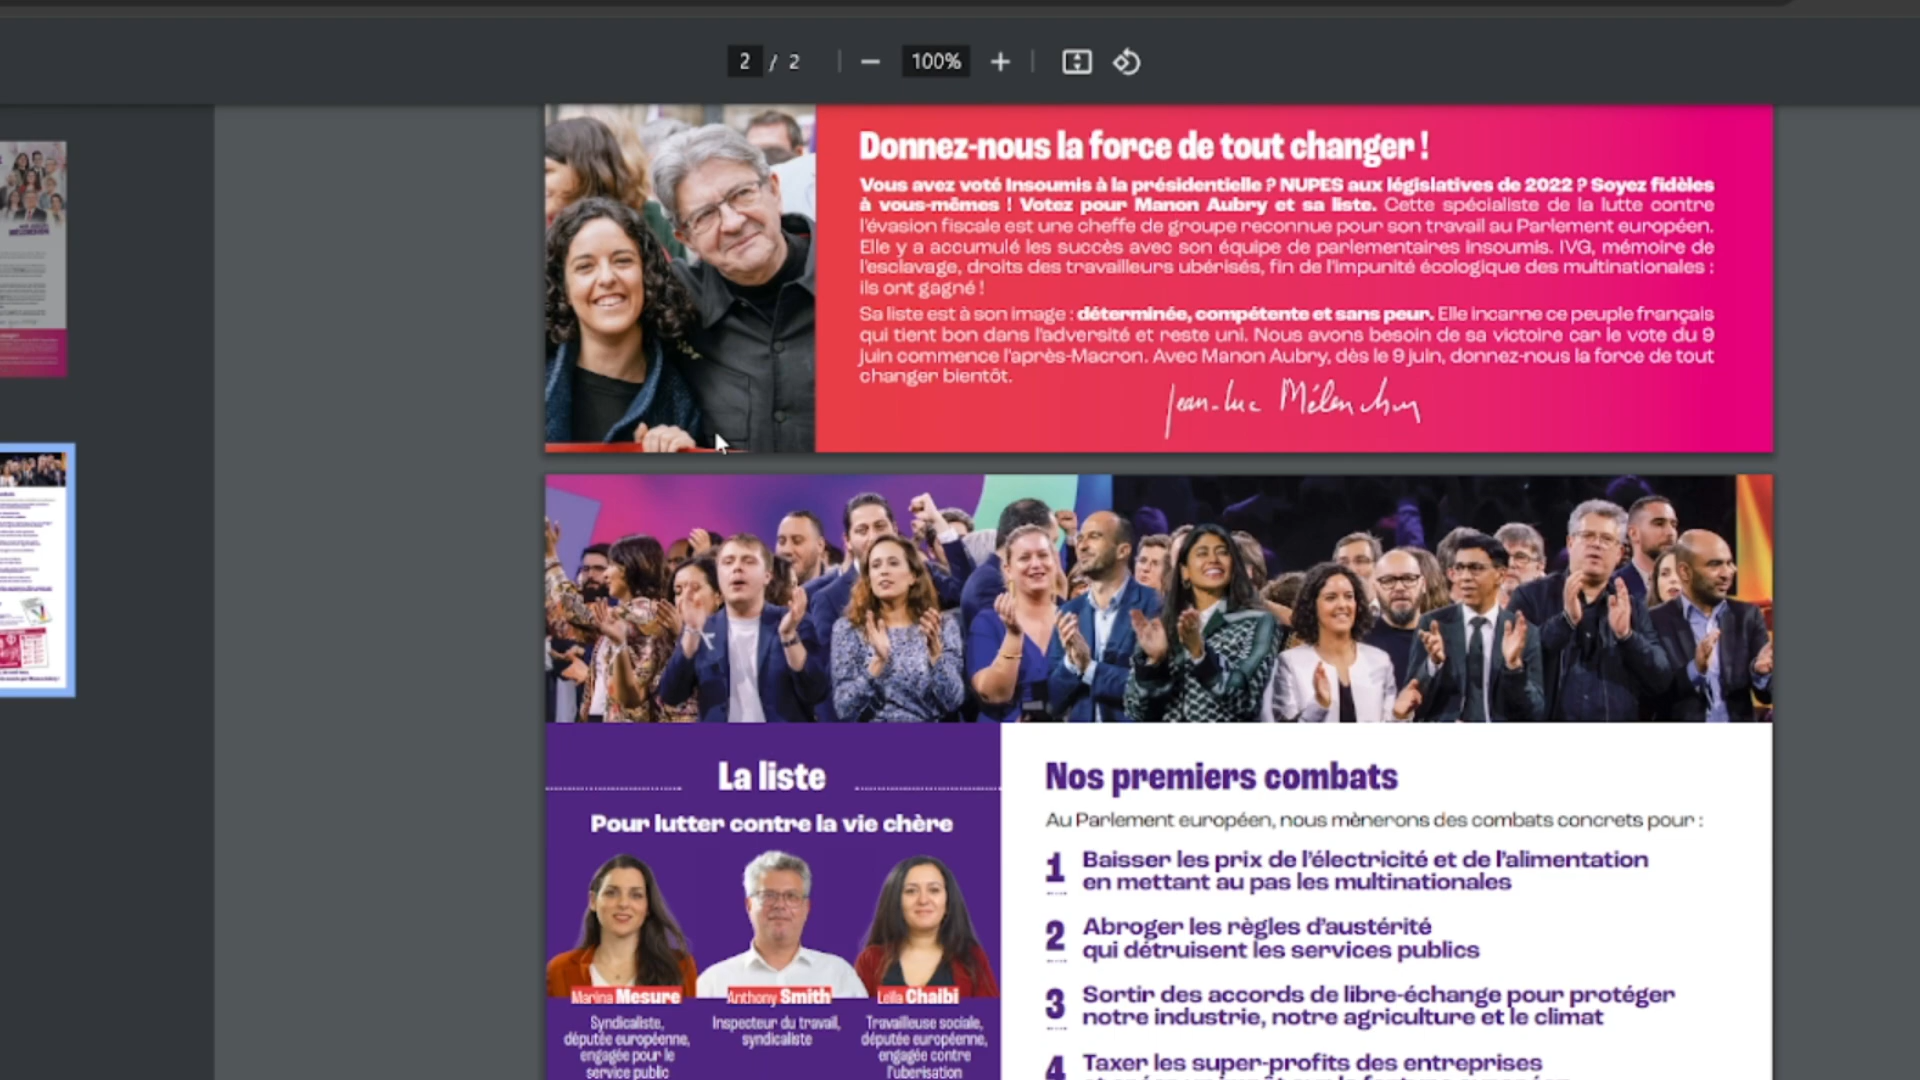 2 / 2
100%
Donnez-nous la force de tout changer !
Vous avez voté Insoumis à la présidentielle ? NUPES aux législatives de 2022 ? Soyez fidèles
à vous-mêmes ! Votez pour Manon Aubry et sa liste. Cette spécialiste de la lutte contre
l'évasion fiscale est une cheffe de groupe reconnue pour son travail au Parlement européen.
Elle y a accumulé les succès avec son équipe de parlementaires insoumis. IVG, mémoire de
l'esclavage, droits des travailleurs ubérisés, fin de l'impunité écologique des multinationales :
ils ont gagné !
Sa liste est à son image : déterminée, compétente et sans peur. Elle incarne ce peuple français
qui tient bon dans l'adversité et reste uni. Nous avons besoin de sa victoire car le vote du 9
juin commence l'après-Macron. Avec Manon Aubry, dès le 9 juin, donnez-nous la force de tout
changer bientôt.
Jean-Luc Mélenchon
La liste
Pour lutter contre la vie chère
Marina Mesure
Syndicaliste,
députée européenne,
engagée pour le
service public
Anthony Smith
Inspecteur du travail,
syndicaliste
Leïla Chaibi
Travailleuse sociale,
députée européenne,
engagée contre
l'uberisation
Nos premiers combats
Au Parlement européen, nous mènerons des combats concrets pour :
1 Baisser les prix de l'électricité et de l'alimentation
en mettant au pas les multinationales
2 Abroger les règles d'austérité
qui détruisent les services publics
3 Sortir des accords de libre-échange pour protéger
notre industrie, notre agriculture et le climat
4 Taxer les super-profits des entreprises